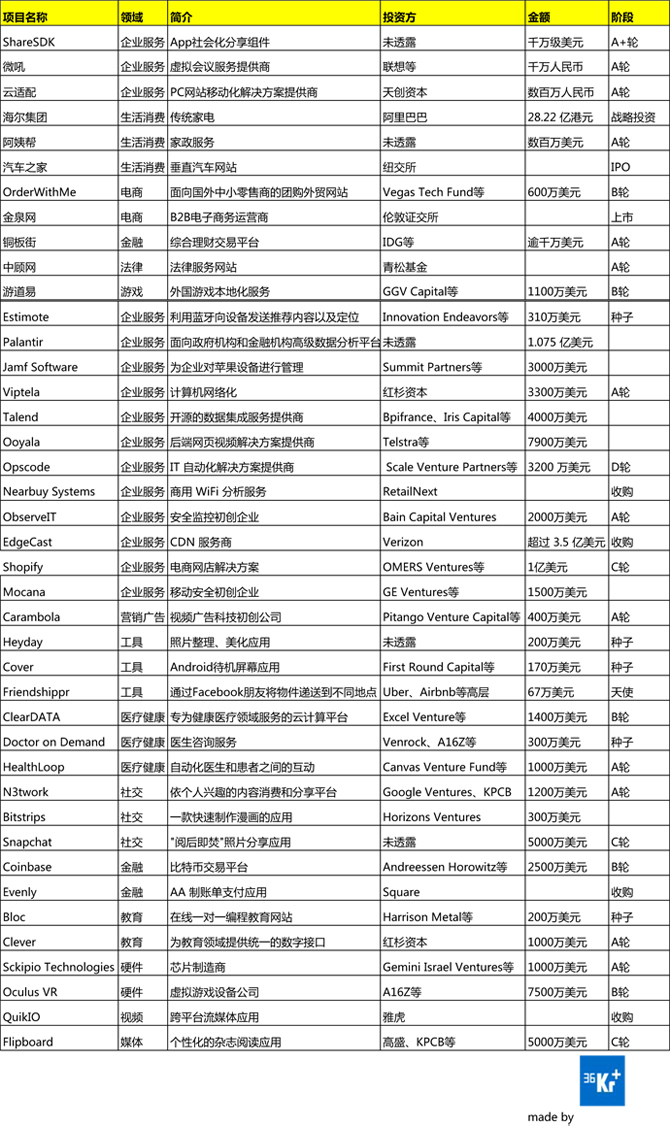 项目名称 领域 简介 投资方 金额 阶段
ShareSDK 企业服务 App社会化分享组件 未透露 千万级美元 A+轮
微吼 企业服务 虚拟会议服务提供商 联想等 千万人民币 A轮
云适配 企业服务 PC网站移动化解决方案提供商 天创资本 数百万人民币 A轮
海尔集团 生活消费 传统家电 阿里巴巴 28.22 亿港元 战略投资
阿姨帮 生活消费 家政服务 未透露 数百万美元 A轮
汽车之家 生活消费 垂直汽车网站 纽交所 IPO
OrderWithMe 电商 面向国外中小零售商的团购外贸网站 Vegas Tech Fund等 600万美元 B轮
金泉网 电商 B2B电子商务运营商 伦敦证交所 上市
铜板街 金融 综合理财交易平台 IDG等 逾千万美元 A轮
中顾网 法律 法律服务网站 青松基金 A轮
游道易 游戏 外国游戏本地化服务 GGV Capital等 1100万美元 B轮
Estimote 企业服务 利用蓝牙向设备发送推荐内容以及定位 Innovation Endeavors等 310万美元 种子
Palantir 企业服务 面向政府机构和金融机构高级数据分析平台 未透露 1.075 亿美元
Jamf Software 企业服务 为企业对苹果设备进行管理 Summit Partners等 3000万美元
Viptela 企业服务 计算机网络化 红杉资本 3300万美元 A轮
Talend 企业服务 开源的数据集成服务提供商 Bpifrance、Iris Capital等 4000万美元
Ooyala 企业服务 后端网页视频解决方案提供商 Telstra等 7900万美元
Opscode 企业服务 IT 自动化解决方案提供商 Scale Venture Partners等 3200 万美元 D轮
Nearbuy Systems 企业服务 商用 WiFi 分析服务 RetailNext 收购
ObserveIT 企业服务 安全监控初创企业 Bain Capital Ventures 2000万美元 A轮
EdgeCast 企业服务 CDN 服务商 Verizon 超过 3.5 亿美元 收购
Shopify 企业服务 电商网店解决方案 OMERS Ventures等 1亿美元 C轮
Mocana 企业服务 移动安全初创企业 GE Ventures等 1500万美元
Carambola 营销广告 视频广告科技初创公司 Pitango Venture Capital等 400万美元 A轮
Heyday 工具 照片整理、美化应用 未透露 200万美元 种子
Cover 工具 Android待机屏幕应用 First Round Capital等 170万美元 种子
Friendshippr 工具 通过Facebook朋友将物件递送到不同地点 Uber、Airbnb等高层 67万美元 天使
ClearDATA 医疗健康 专为健康医疗领域服务的云计算平台 Excel Venture等 1400万美元 B轮
Doctor on Demand 医疗健康 医生咨询服务 Venrock、A16Z等 300万美元 种子
HealthLoop 医疗健康 自动化医生和患者之间的互动 Canvas Venture Fund等 1000万美元 A轮
N3twork 社交 依个人兴趣的内容消费和分享平台 Google Ventures、KPCB 1200万美元 A轮
Bitstrips 社交 一款快速制作漫画的应用 Horizons Ventures 300万美元
Snapchat 社交 "阅后即焚"照片分享应用 未透露 5000万美元 C轮
Coinbase 金融 比特币交易平台 Andreessen Horowitz等 2500万美元 B轮
Evenly 金融 AA 制账单支付应用 Square 收购
Bloc 教育 在线一对一编程教育网站 Harrison Metal等 200万美元 种子
Clever 教育 为教育领域提供统一的数字接口 红杉资本 1000万美元 A轮
Sckipio Technologies 硬件 芯片制造商 Gemini Israel Ventures等 1000万美元 A轮
Oculus VR 硬件 虚拟游戏设备公司 A16Z等 7500万美元 B轮
QuikIO 视频 跨平台流媒体应用 雅虎 收购
Flipboard 媒体 个性化的杂志阅读应用 高盛、KPCB等 5000万美元 C轮
36Kr+
made by